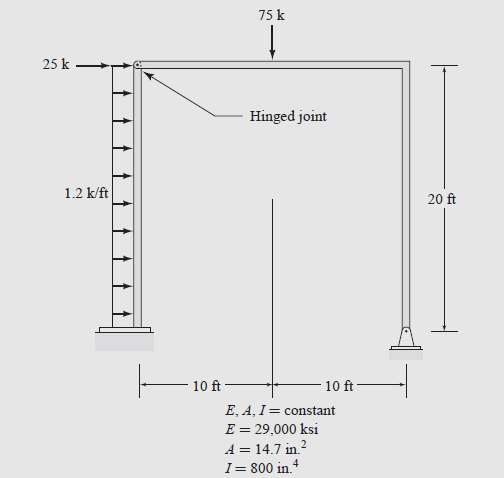 75 k
25 k
Hinged joint
1.2 k/ft
20 ft
10 ft
10 ft
E, A, I = constant
E = 29,000 ksi
A = 14.7 in.²
I = 800 in.⁴